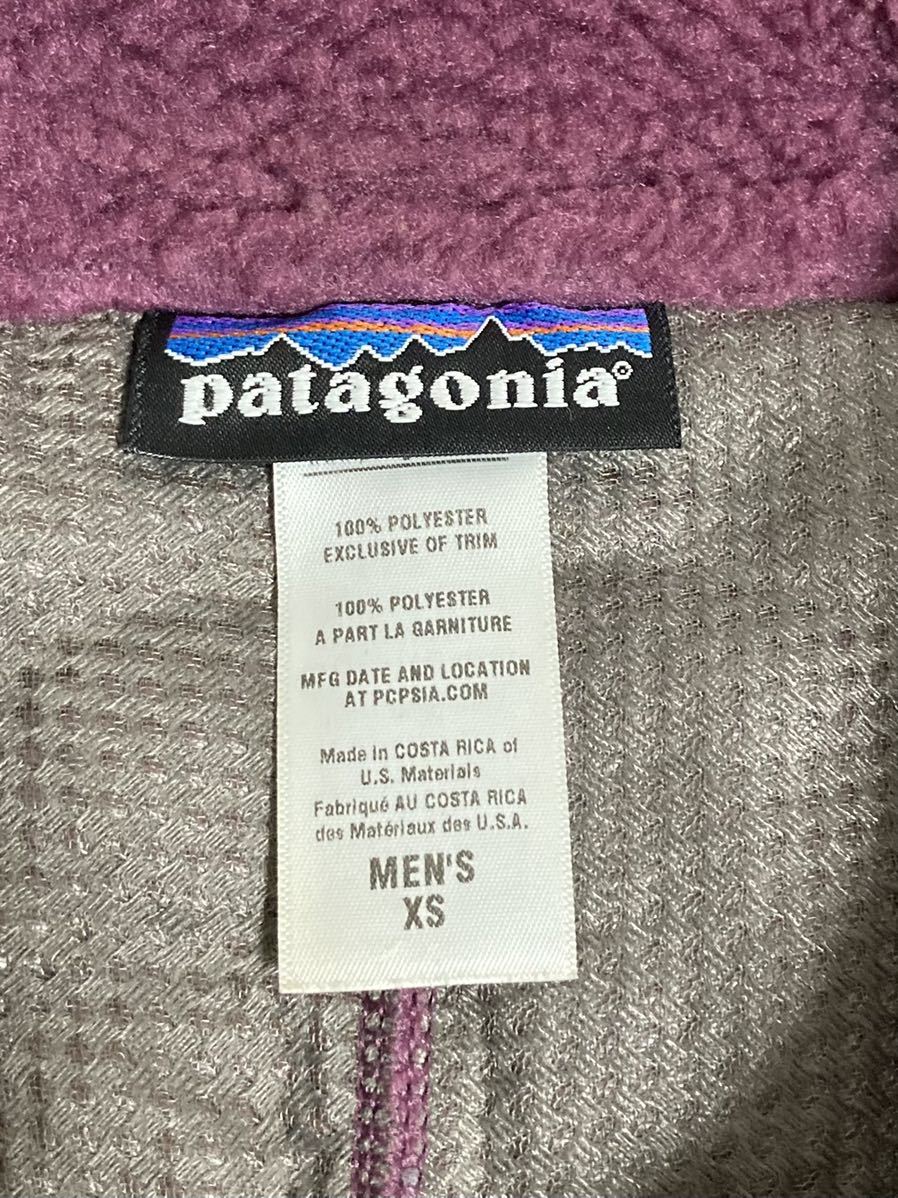 patagonia®
100% POLYESTER
EXCLUSIVE OF TRIM
100% POLYESTER
A PART LA GARNITURE
MFG DATE AND LOCATION
AT PCPSIA.COM
Made in COSTA RICA of
U.S. Materials
Fabriqué AU COSTA RICA
des Matériaux des U.S.A.
MEN'S
XS